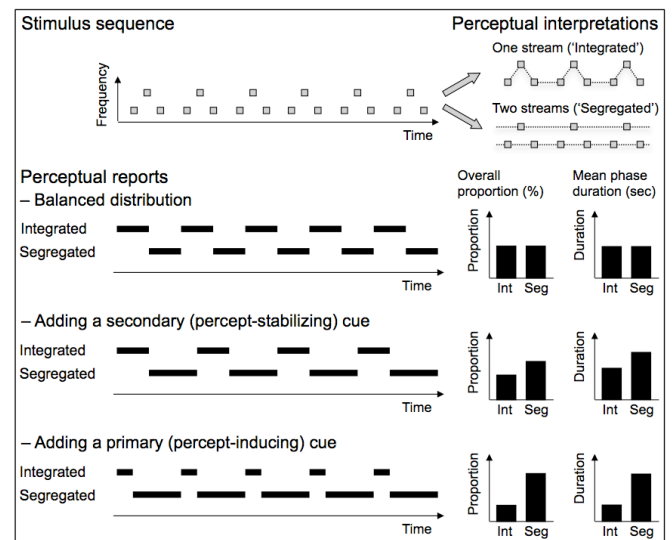 Stimulus sequence
Perceptual interpretations
One stream (‘Integrated’)
Frequency
Time
Two streams (‘Segregated’)
Perceptual reports
– Balanced distribution
Overall
proportion (%)
Mean phase
duration (sec)
Integrated
Segregated
Time
Proportion
Int Seg
Duration
Int Seg
– Adding a secondary (percept-stabilizing) cue
Integrated
Segregated
Time
Proportion
Int Seg
Duration
Int Seg
– Adding a primary (percept-inducing) cue
Integrated
Segregated
Time
Proportion
Int Seg
Duration
Int Seg